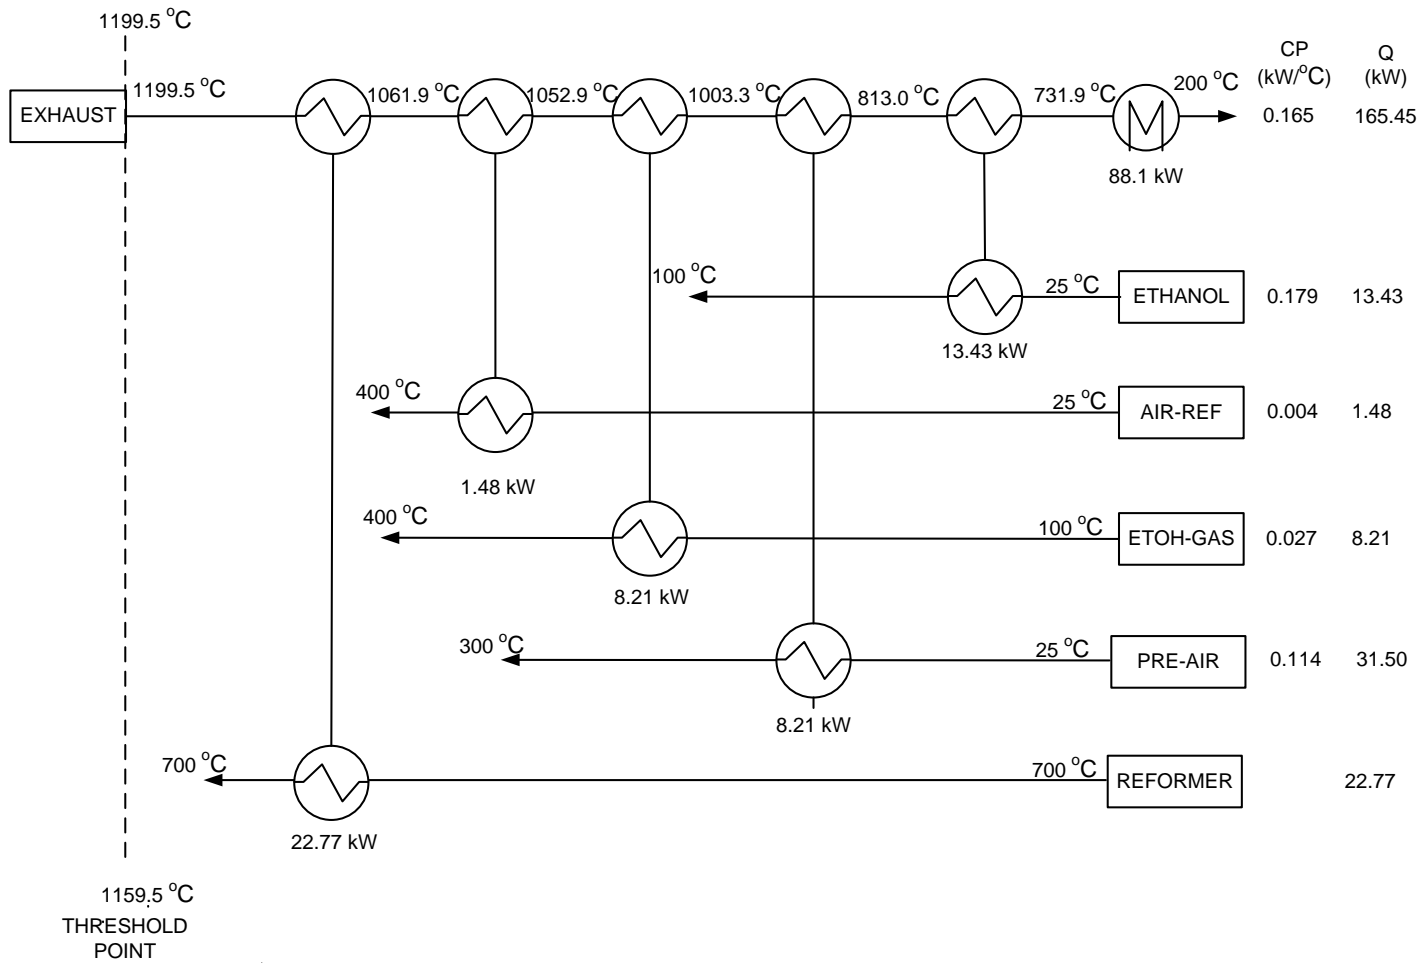 1199.5 °C
CP
(kW/°C)
Q
(kW)
EXHAUST
1199.5 °C
1061.9 °C
1052.9 °C
1003.3 °C
813.0 °C
731.9 °C
200 °C
0.165
165.45
88.1 kW
100 °C
25 °C
ETHANOL
0.179
13.43
13.43 kW
400 °C
25 °C
AIR-REF
0.004
1.48
1.48 kW
400 °C
100 °C
ETOH-GAS
0.027
8.21
8.21 kW
300 °C
25 °C
PRE-AIR
0.114
31.50
8.21 kW
700 °C
700 °C
REFORMER
22.77
22.77 kW
1159.5 °C
THRESHOLD
POINT